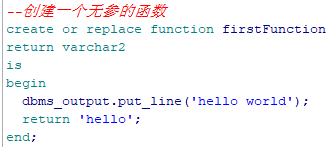 --创建一个无参的函数
create or replace function firstFunction
return varchar2
is
begin
  dbms_output.put_line('hello world');
  return 'hello';
end;